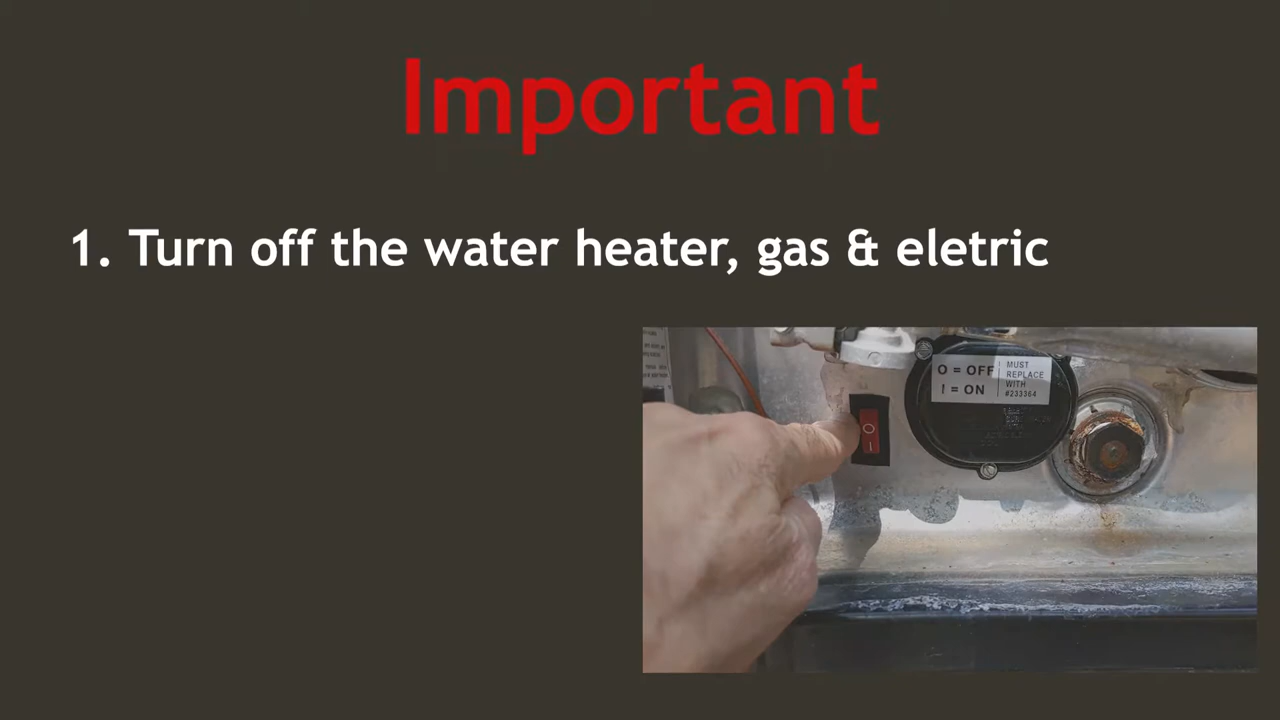 Important
1. Turn off the water heater, gas & eletric
O = OFF
I = ON
MUST
REPLACE
WITH
#233364
O
I